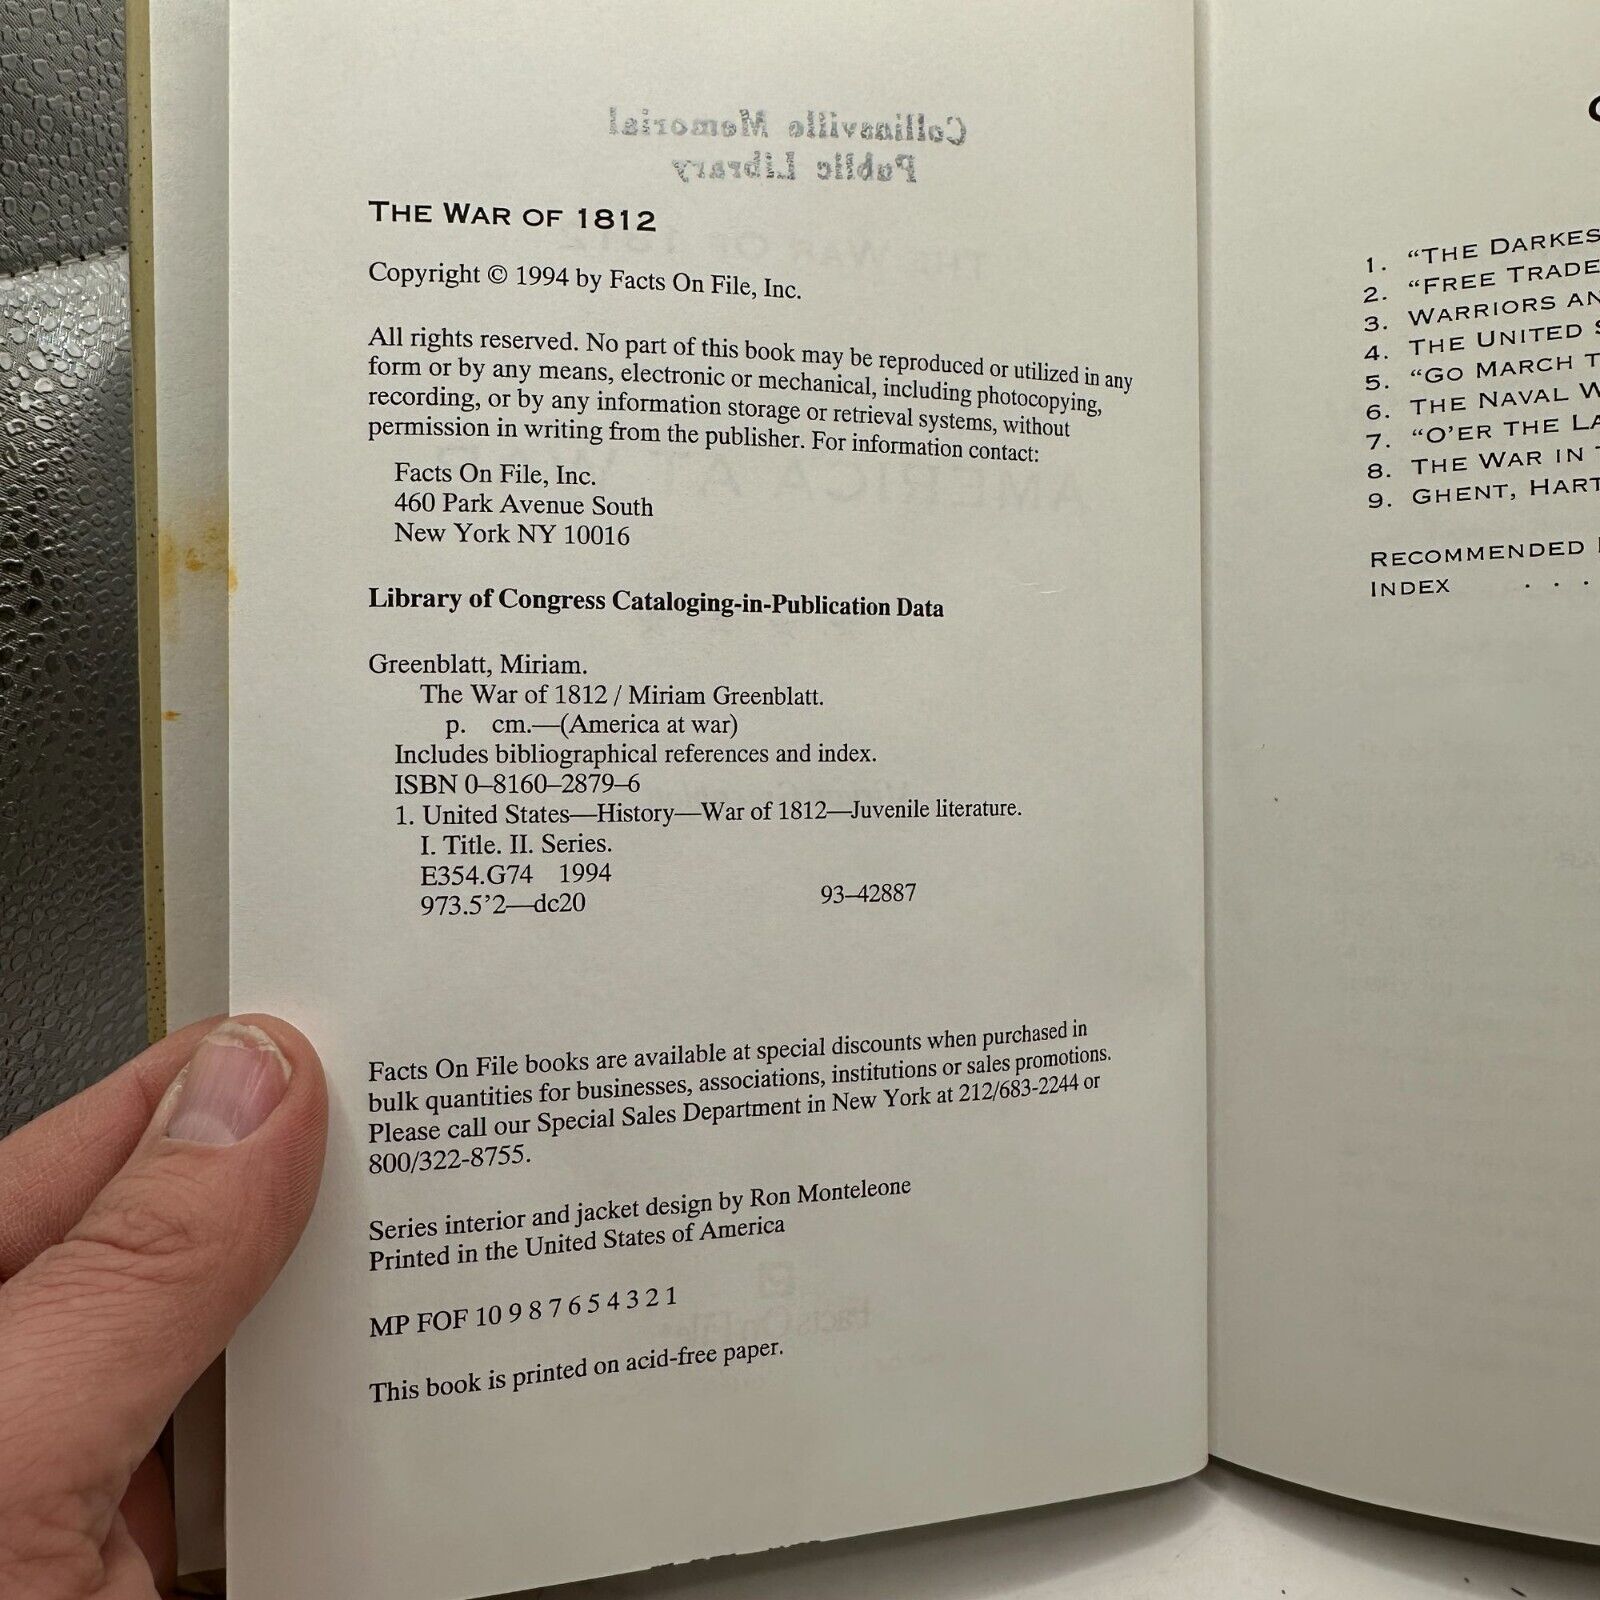 Collinsville Memorial
Public Library
THE WAR OF 1812
Copyright © 1994 by Facts On File, Inc.
All rights reserved. No part of this book may be reproduced or utilized in any
form or by any means, electronic or mechanical, including photocopying,
recording, or by any information storage or retrieval systems, without
permission in writing from the publisher. For information contact:
Facts On File, Inc.
460 Park Avenue South
New York NY 10016
Library of Congress Cataloging-in-Publication Data
Greenblatt, Miriam.
The War of 1812 / Miriam Greenblatt.
p. cm.—(America at war)
Includes bibliographical references and index.
ISBN 0–8160–2879–6
1. United States—History—War of 1812—Juvenile literature.
I. Title. II. Series.
E354.G74 1994
973.5’2—dc20 93–42887
Facts On File books are available at special discounts when purchased in
bulk quantities for businesses, associations, institutions or sales promotions.
Please call our Special Sales Department in New York at 212/683-2244 or
800/322-8755.
Series interior and jacket design by Ron Monteleone
Printed in the United States of America
MP FOF 10 9 8 7 6 5 4 3 2 1
This book is printed on acid-free paper.
1. “THE DARKES
2. “FREE TRADE
3. WARRIORS AN
4. THE UNITED S
5. “GO MARCH T
6. THE NAVAL W
7. “O’ER THE LA
8. THE WAR IN T
9. GHENT, HART
RECOMMENDED
INDEX . . .